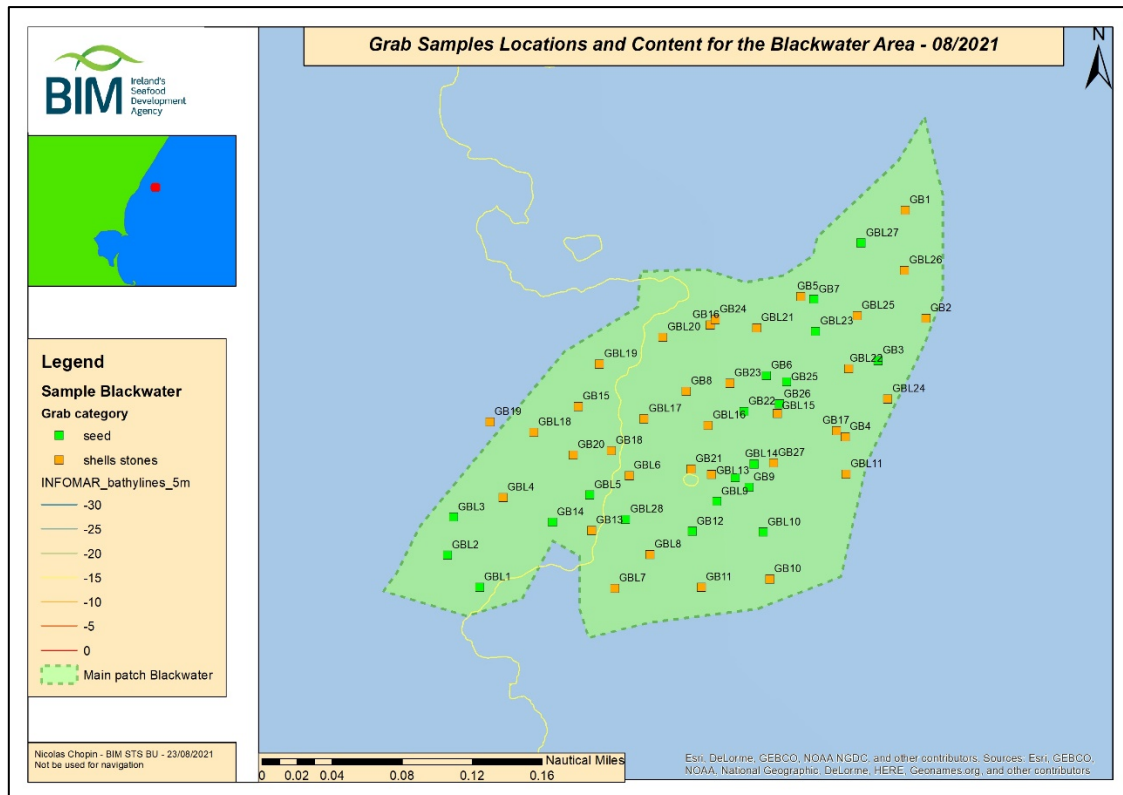 Grab Samples Locations and Content for the Blackwater Area - 08/2021
N
BIM
Ireland's
Seafood
Development
Agency
GB1
GBL27
GBL26
GB5
GB7
GB24
GB16
GBL21
GBL25
GB2
GBL20
GBL23
GBL19
GBL22
GB3
GB6
GB23
GB25
GB8
GBL24
GB15
GB26
GB22
GBL15
GB19
GBL17
GBL16
GBL18
GB17
GB4
GB20
GB18
GB21
GBL14
GB27
GBL6
GBL13
GBL11
GB9
GBL4
GBL5
GBL9
GBL3
GB14
GBL28
GB13
GB12
GBL10
GBL2
GBL8
GBL1
GBL7
GB11
GB10
Legend
Sample Blackwater
Grab category
seed
shells stones
INFOMAR_bathylines_5m
-30
-25
-20
-15
-10
-5
0
Main patch Blackwater
Nicolas Chopin - BIM STS BU - 23/08/2021
Not be used for navigation
Nautical Miles
0 0.02 0.04 0.08 0.12 0.16
Esri, DeLorme, GEBCO, NOAA NGDC, and other contributors. Sources: Esri, GEBCO,
NOAA, National Geographic, DeLorme, HERE, Geonames.org, and other contributors